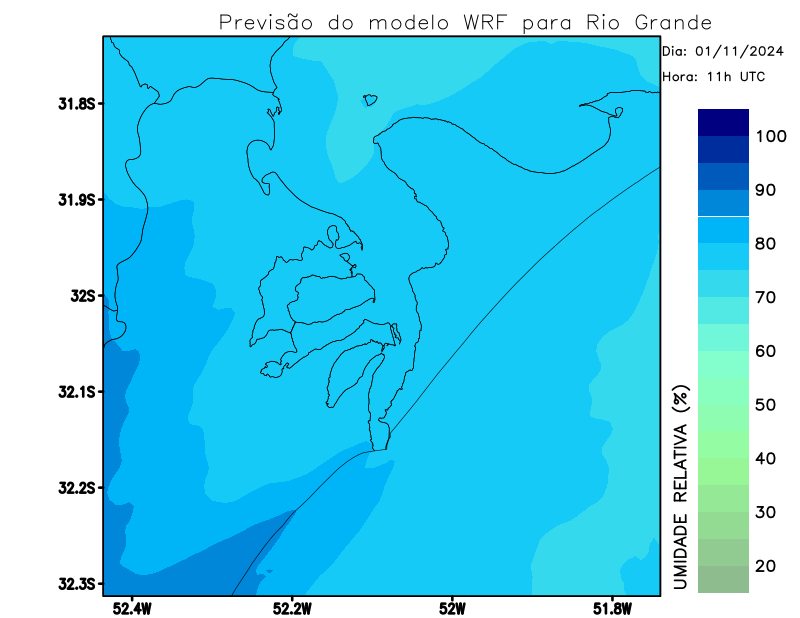 Previsão do modelo WRF para Rio Grande
Dia: 01/11/2024
Hora: 11h UTC
31.8S
31.9S
32S
32.1S
32.2S
32.3S
52.4W
52.2W
52W
51.8W
100
90
80
70
60
50
40
30
20
UMIDADE RELATIVA (%)